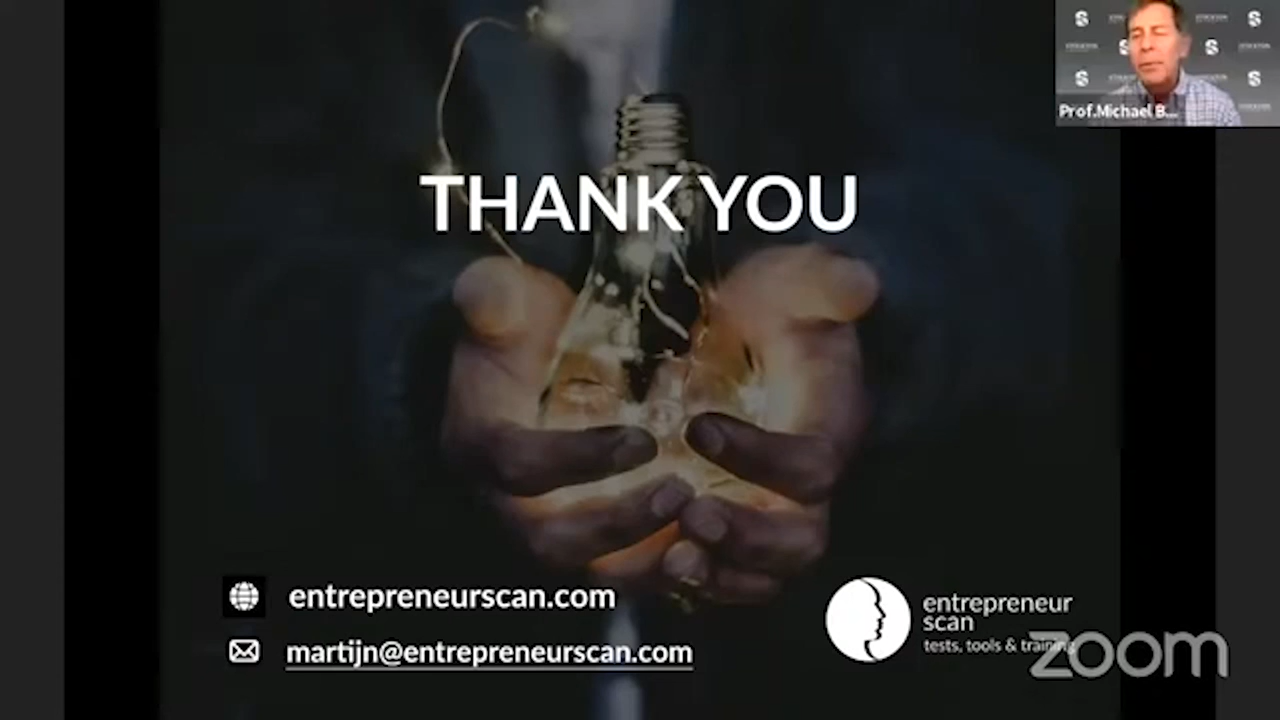 Prof.Michael B...
THANK YOU
entrepreneurscan.com
martijn@entrepreneurscan.com
entrepreneur
scan
tests, tools & training
zoom